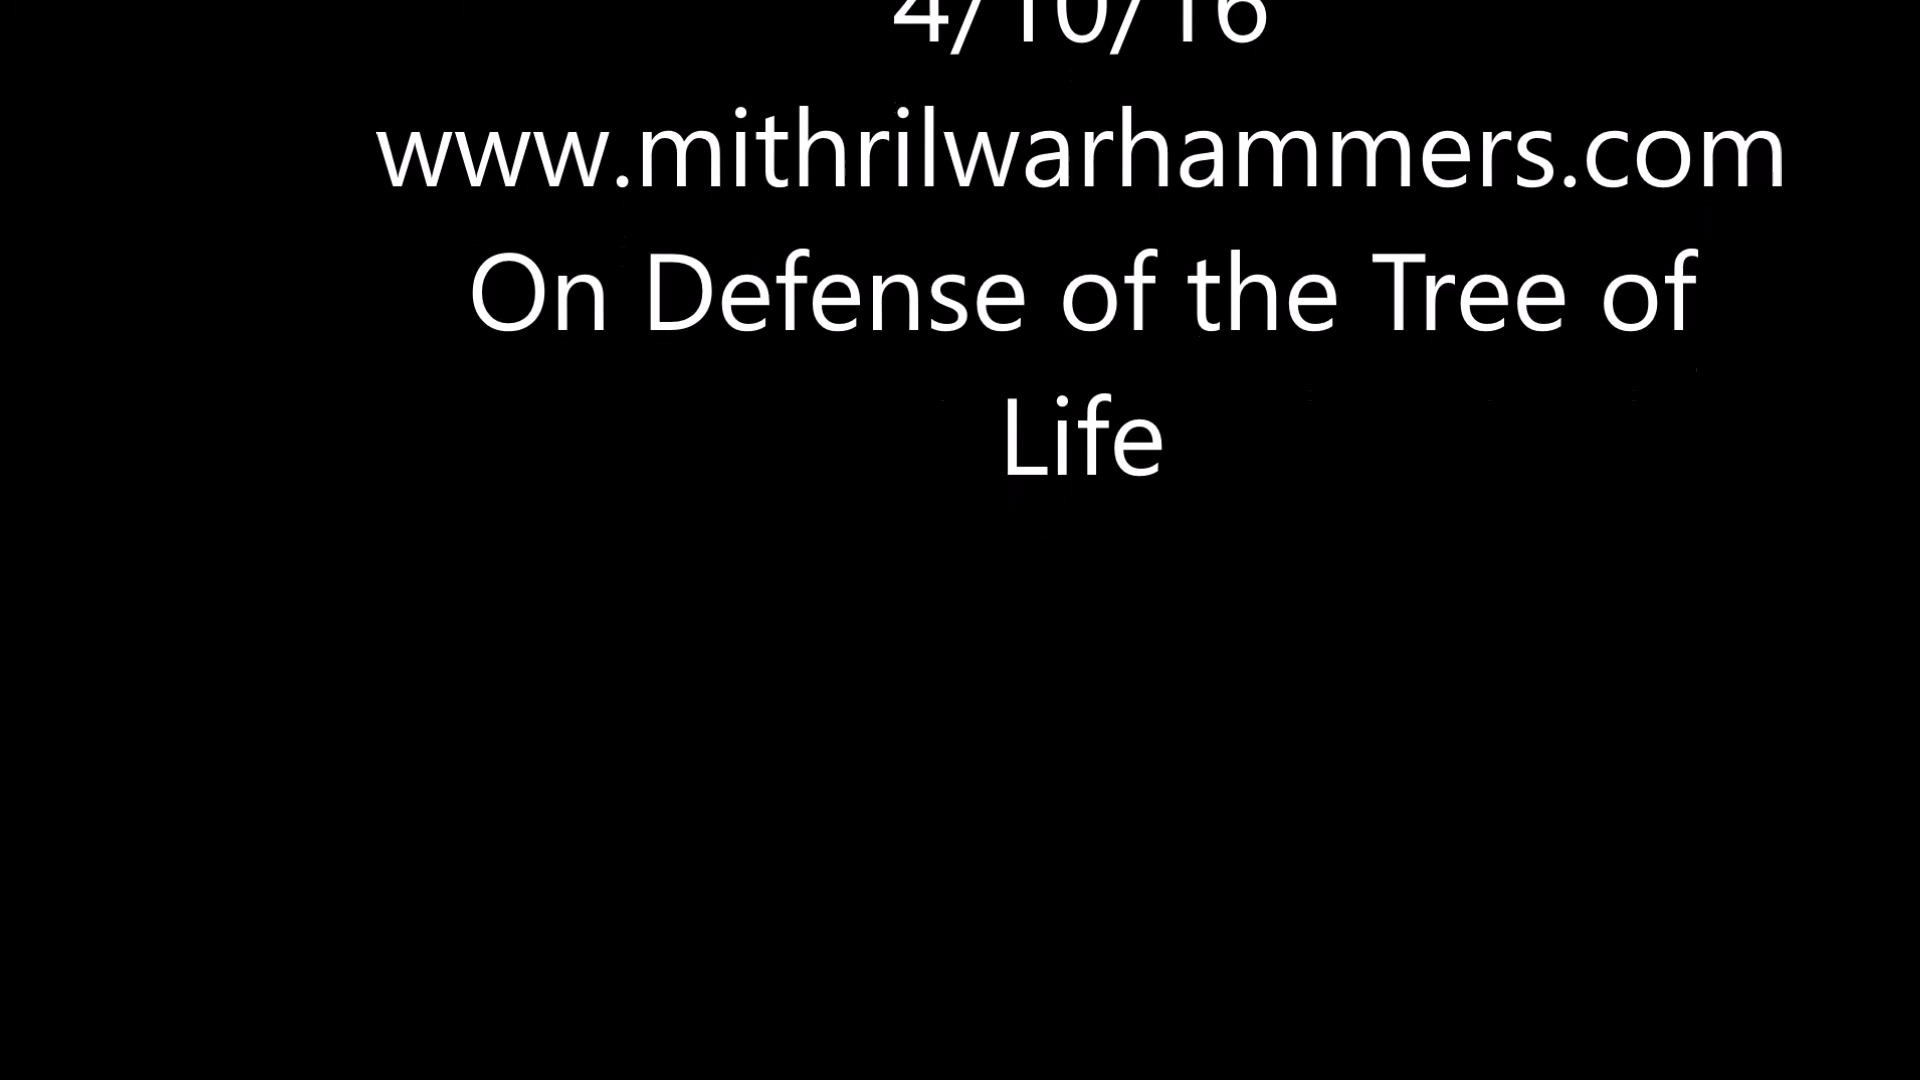 4/10/16
www.mithrilwarhammers.com
On Defense of the Tree of
Life